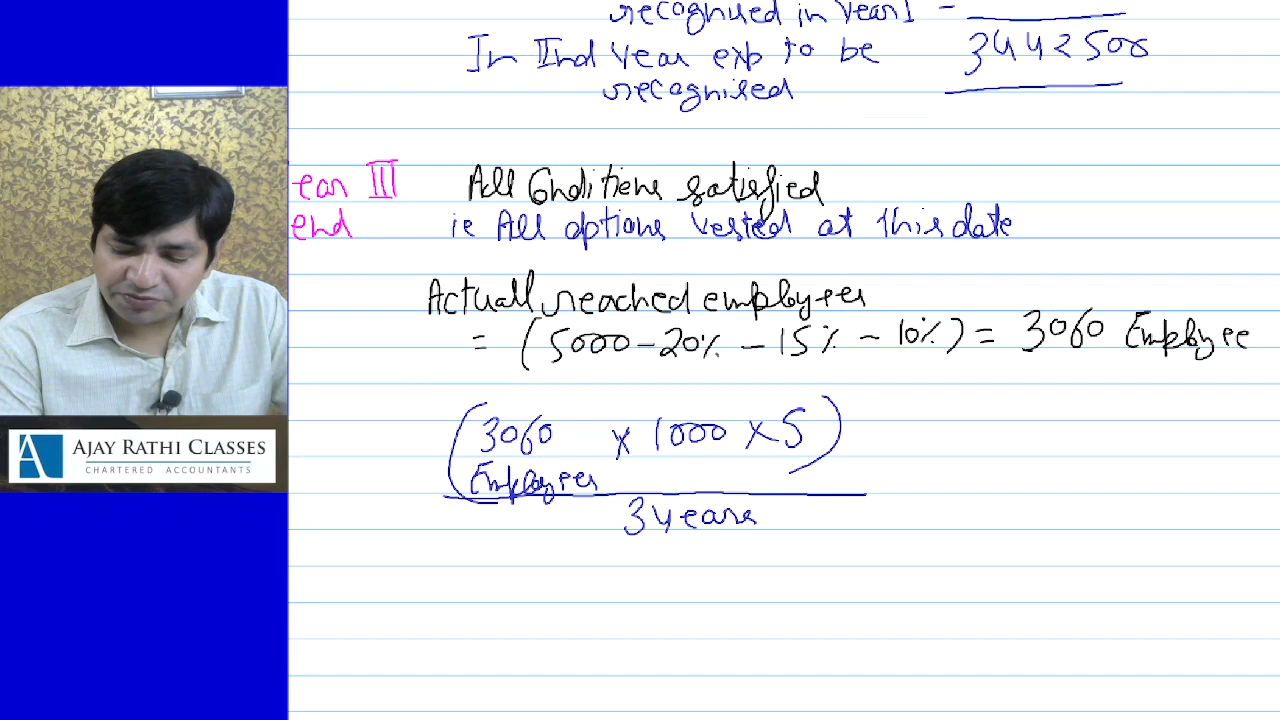 recognised in Year I -
In IInd Year exp to be 3442500
recognised
ear III All Conditions satisfied
end ie All options Vested at this date
Actuall reached employees
= (5000 - 20% - 15% - 10%) = 3060 Employee
(3060 x 1000 x 5)
Employees
3 years
AJAY RATHI CLASSES
CHARTERED ACCOUNTANTS